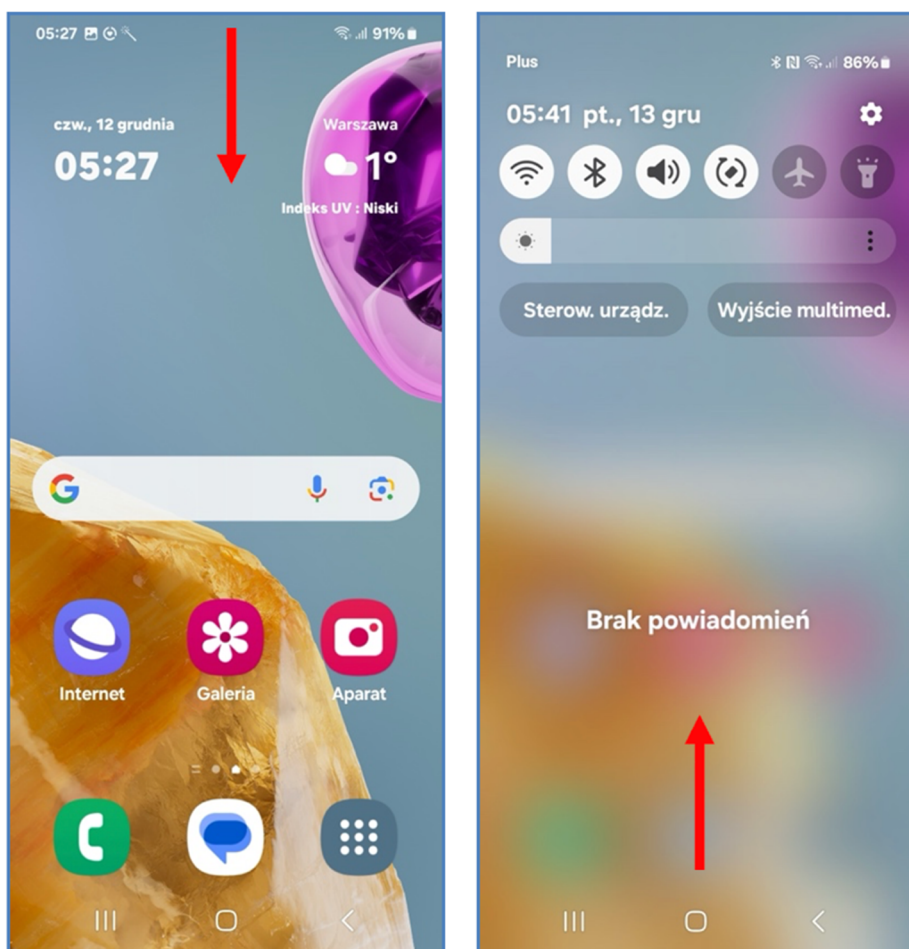 05:27 91%
czw., 12 grudnia
05:27
Warszawa
1°
Indeks UV : Niski
G
Internet Galeria Aparat
Plus 86%
05:41 pt., 13 gru
Sterow. urządz. Wyjście multimed.
Brak powiadomień